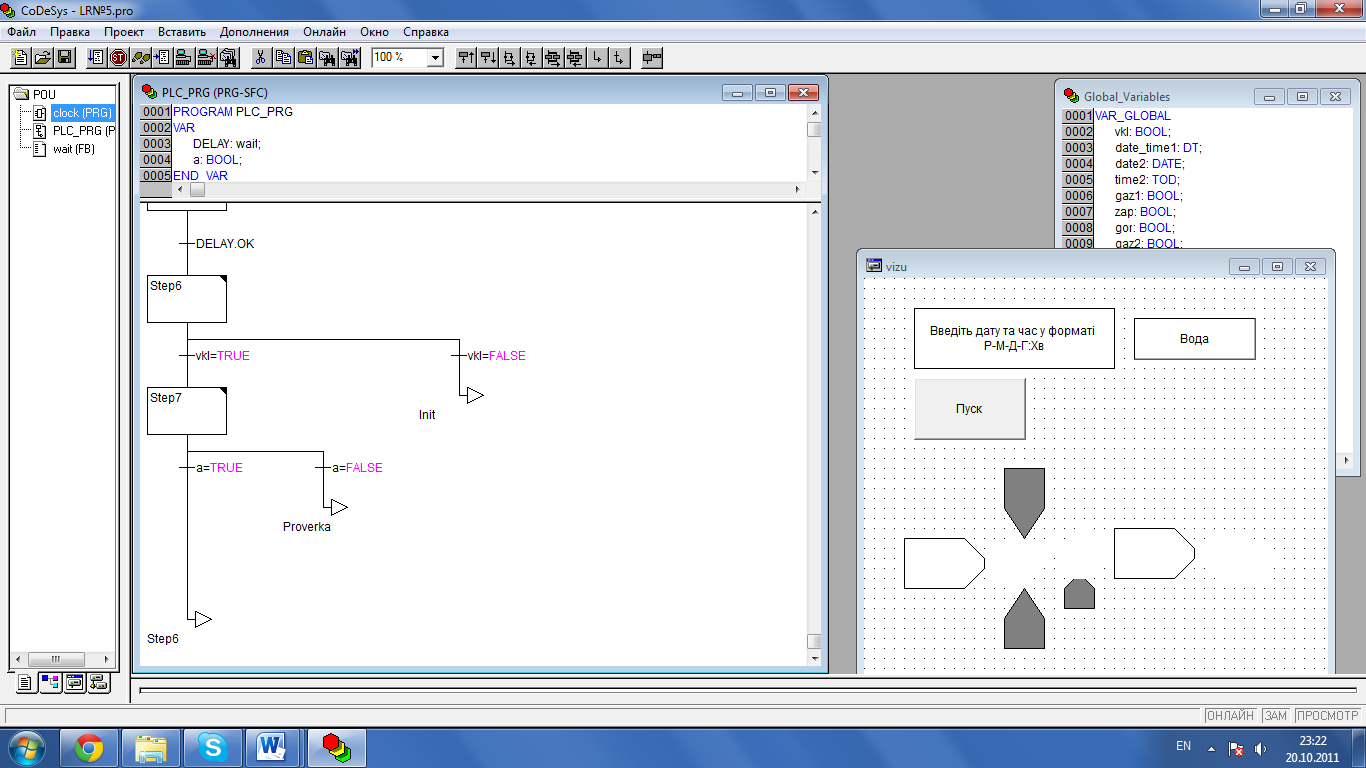 CoDeSys - LR№5.pro
Файл Правка Проект Вставить Дополнения Онлайн Окно Справка
100 %
POU
clock (PRG)
PLC_PRG (P
wait (FB)
PLC_PRG (PRG-SFC)
0001 PROGRAM PLC_PRG
0002 VAR
0003 DELAY: wait;
0004 a: BOOL;
0005 END_VAR
DELAY.OK
Step6
vkl=TRUE vkl=FALSE
Step7
Init
a=TRUE a=FALSE
Proverka
Step6
Global_Variables
0001 VAR_GLOBAL
0002 vkl: BOOL;
0003 date_time1: DT;
0004 date2: DATE;
0005 time2: TOD;
0006 gaz1: BOOL;
0007 zap: BOOL;
0008 gor: BOOL;
0009 gaz2: BOOL;
vizu
Введіть дату та час у форматі
Р-М-Д-Г:Хв
Вода
Пуск
ОНЛАЙН ЗАМ ПРОСМОТР
EN
23:22
20.10.2011